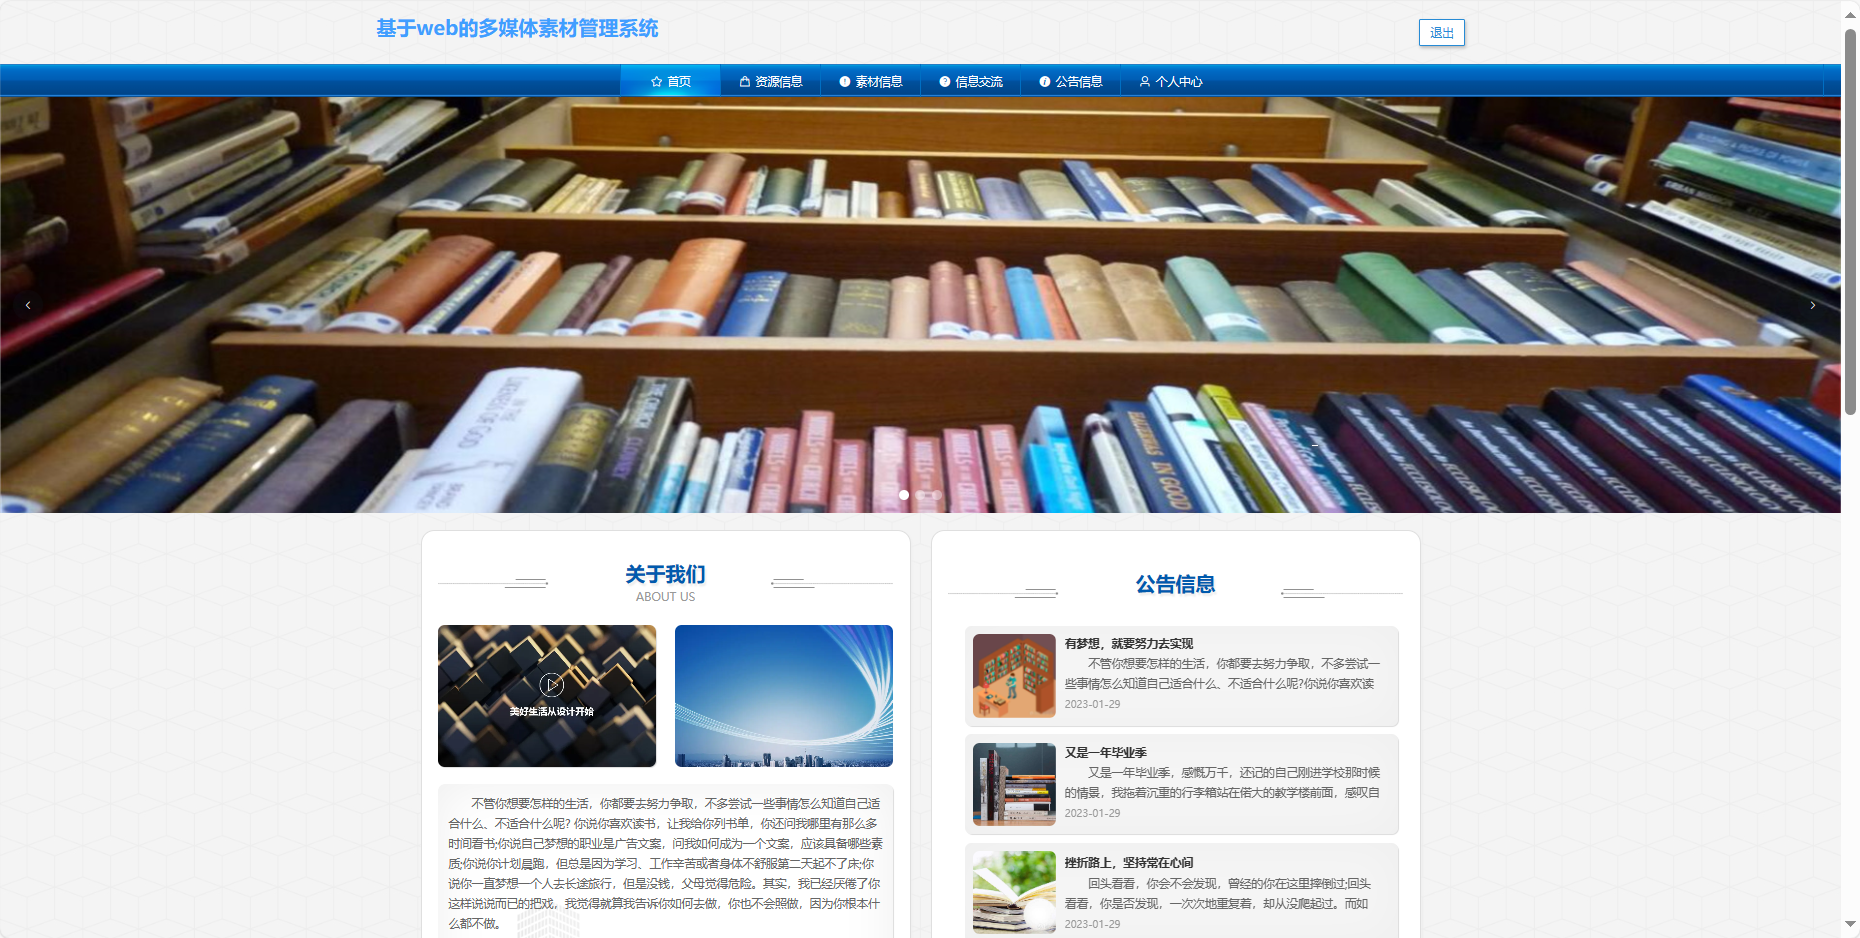 基于web的多媒体素材管理系统
退出
首页
资源信息
素材信息
信息交流
公告信息
个人中心
LIKENESS OF GOD
IN GOOD
关于我们
ABOUT US
美好生活从设计开始
不管你想要怎样的生活，你都要去努力争取，不多尝试一些事情怎么知道自己适
合什么、不适合什么呢? 你说你喜欢读书，让我给你列书单，你还问我哪里有那么多
时间看书;你说自己梦想的职业是广告文案，问我如何成为一个文案，应该具备哪些素
质;你说你计划晨跑，但总是因为学习、工作辛苦或者身体不舒服第二天起不了床;你
说你一直梦想一个人去长途旅行，但是没钱，父母觉得危险。其实，我已经厌倦了你
这样说说而已的把戏，我觉得就算我告诉你如何去做，你也不会照做，因为你根本什
么都不做。
公告信息
有梦想，就要努力去实现
不管你想要怎样的生活，你都要去努力争取，不多尝试一
些事情怎么知道自己适合什么、不适合什么呢?你说你喜欢读
2023-01-29
又是一年毕业季
又是一年毕业季，感慨万千，还记的自己刚进学校那时候
的情景，我拖着沉重的行李箱站在偌大的教学楼前面，感叹自
2023-01-29
挫折路上，坚持常在心间
回头看看，你会不会发现，曾经的你在这里摔倒过;回头
看看，你是否发现，一次次地重复着，却从没爬起过。而如
2023-01-29